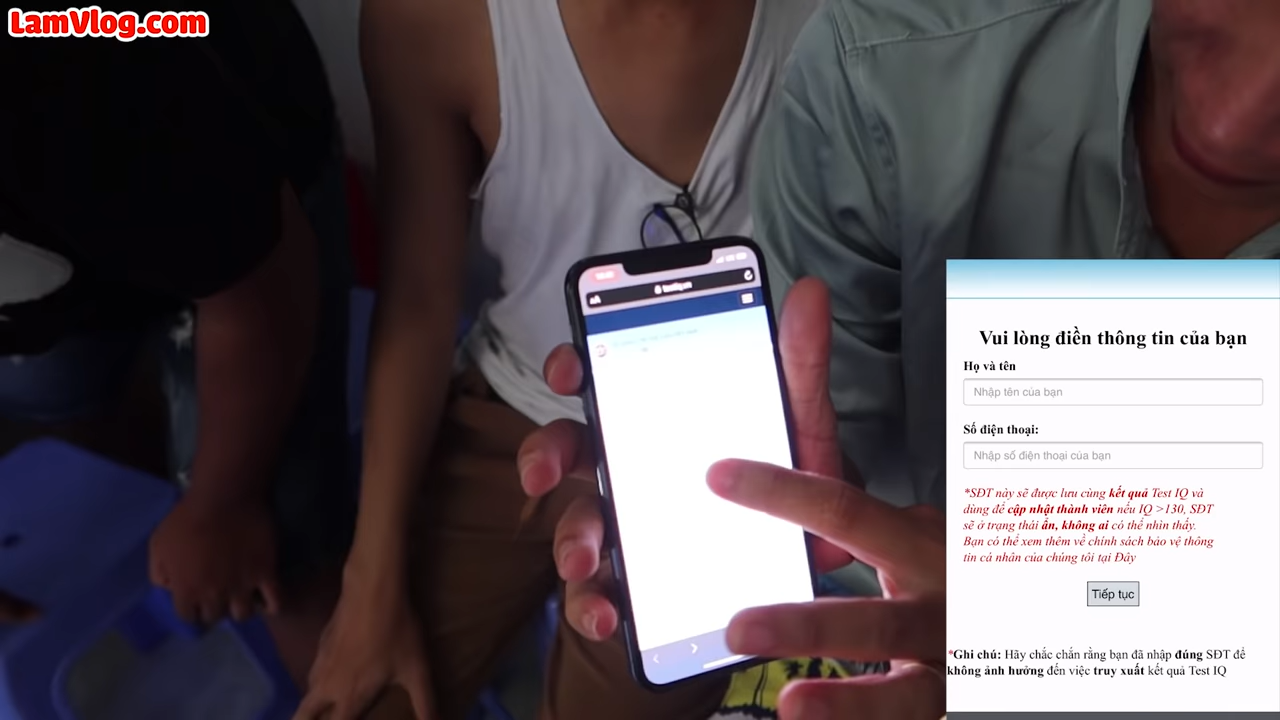 LamVlog.com
Vui lòng điền thông tin của bạn
Họ và tên
Nhập tên của bạn
Số điện thoại:
Nhập số điện thoại của bạn
*SĐT này sẽ được lưu cùng kết quả Test IQ và
dùng để cập nhật thành viên nếu IQ >130, SĐT
sẽ ở trạng thái ẩn, không ai có thể nhìn thấy.
Bạn có thể xem thêm về chính sách bảo vệ thông
tin cá nhân của chúng tôi tại Đây
Tiếp tục
*Ghi chú: Hãy chắc chắn rằng bạn đã nhập đúng SĐT để
không ảnh hưởng đến việc truy xuất kết quả Test IQ
AA